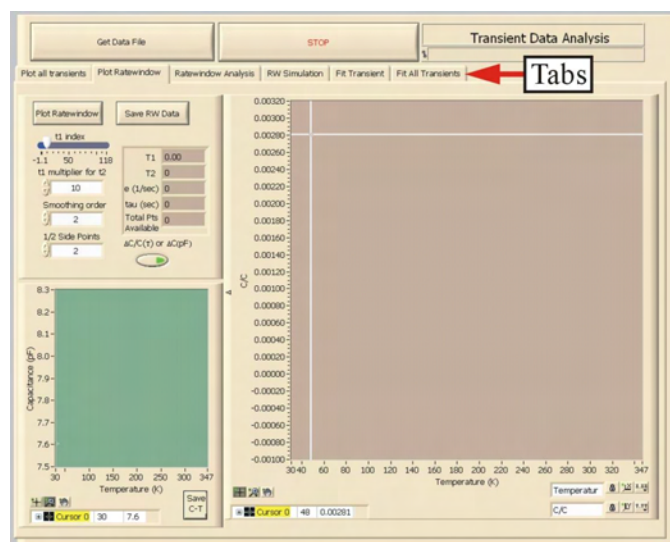 Get Data File
STOP
Transient Data Analysis
%
Plot all transients
Plot Ratewindow
Ratewindow Analysis
RW Simulation
Fit Transient
Fit All Transients
Tabs
Plot Ratewindow
Save RW Data
t1 index
-1.1 50 118
t1 multiplier for t2
10
Smoothing order
2
1/2 Side Points
2
T1 0.00
T2 0
e (1/sec) 0
tau (sec) 0
Total Pts Available 0
ΔC/C(τ) or ΔC(pF)
8.3
8.2
8.1
8.0
7.9
7.8
7.7
7.6
7.5
Capacitance (pF)
30 100 150 200 250 300 347
Temperature (K)
Save
C-T
Cursor 0 30 7.6
0.00320
0.00300
0.00280
0.00260
0.00240
0.00220
0.00200
0.00180
0.00160
0.00140
0.00120
0.00100
0.00080
0.00060
0.00040
0.00020
0.00000
-0.00020
-0.00040
-0.00060
-0.00080
-0.00100
Δ C/C
30 40 60 80 100 120 140 160 180 200 220 240 260 280 300 320 347
Temperature (K)
Cursor 0 48 0.00281
Temperatur
C/C